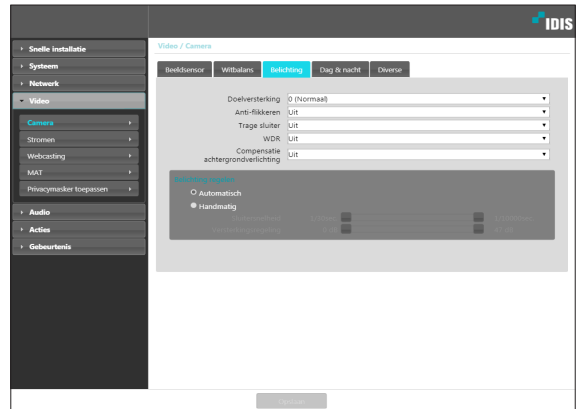 IDIS
Snelle installatie
Systeem
Netwerk
Video
Camera
Stromen
Webcasting
MAT
Privacymasker toepassen
Audio
Acties
Gebeurtenis
Video / Camera
Beeldsensor Witbalans Belichting Dag & nacht Diverse
Doelversterking 0 (Normaal)
Anti-flikkeren Uit
Trage sluiter Uit
WDR Uit
Compensatie
achtergrondverlichting Uit
Automatisch
Handmatig